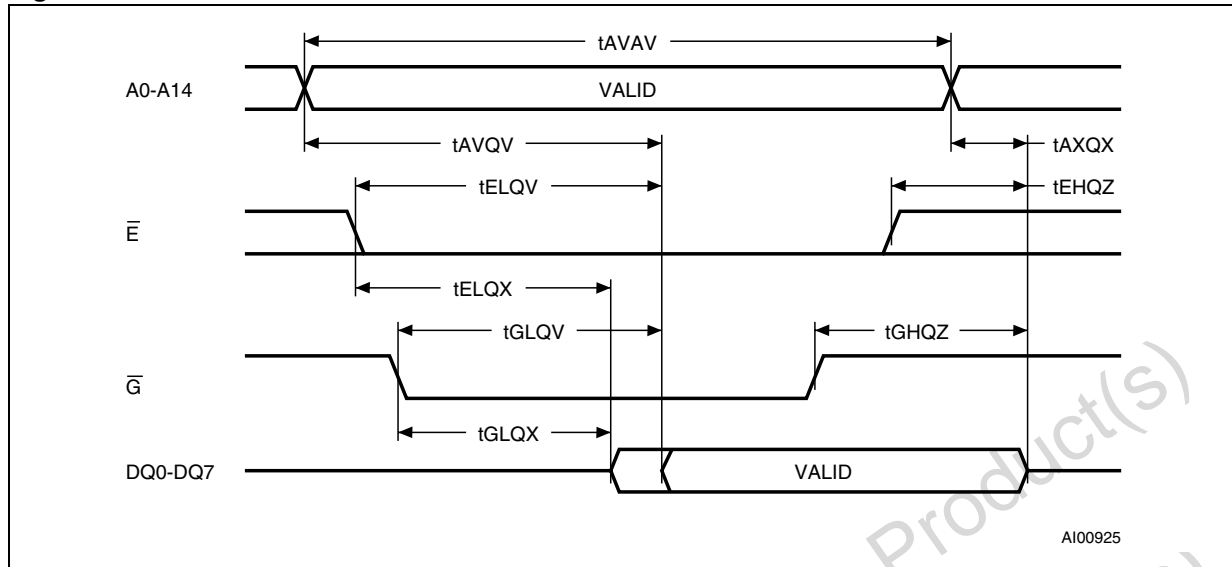 tAVAV
A0-A14
VALID
tAVQV
tAXQX
tELQV
tEHQZ
E̅
tELQX
tGLQV
tGHQZ
G̅
tGLQX
DQ0-DQ7
VALID
AI00925
Product(s)